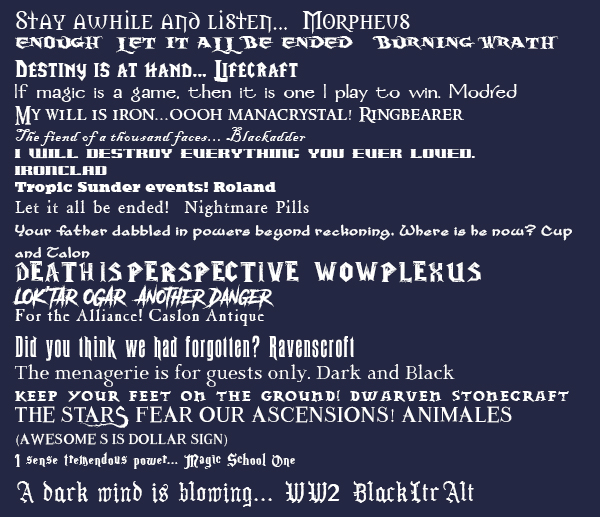 Stay awhile and listen... Morpheus
Enough Let it all be ended Burning Wrath
Destiny is at hand... Lifecraft
If magic is a game, then it is one I play to win. Modred
My will is iron...oooh manacrystal! Ringbearer
The fiend of a thousand faces... Blackadder
I will destroy everything you ever loved.
Ironclad
Tropic Sunder events! Roland
Let it all be ended! Nightmare Pills
Your father dabbled in powers beyond reckoning. Where is he now? Cup
and Talon
Death is perspective Wowplexus
Lok'tar Ogar Another Danger
For the Alliance! Caslon Antique
Did you think we had forgotten? Ravenscroft
The menagerie is for guests only. Dark and Black
Keep your feet on the ground! Dwarven Stonecraft
THE STARS FEAR OUR ASCENSIONS! ANIMALES
(AWESOME S IS DOLLAR SIGN)
I sense tremendous power... Magic School One
A dark wind is blowing... WW2 BlackLtr Alt